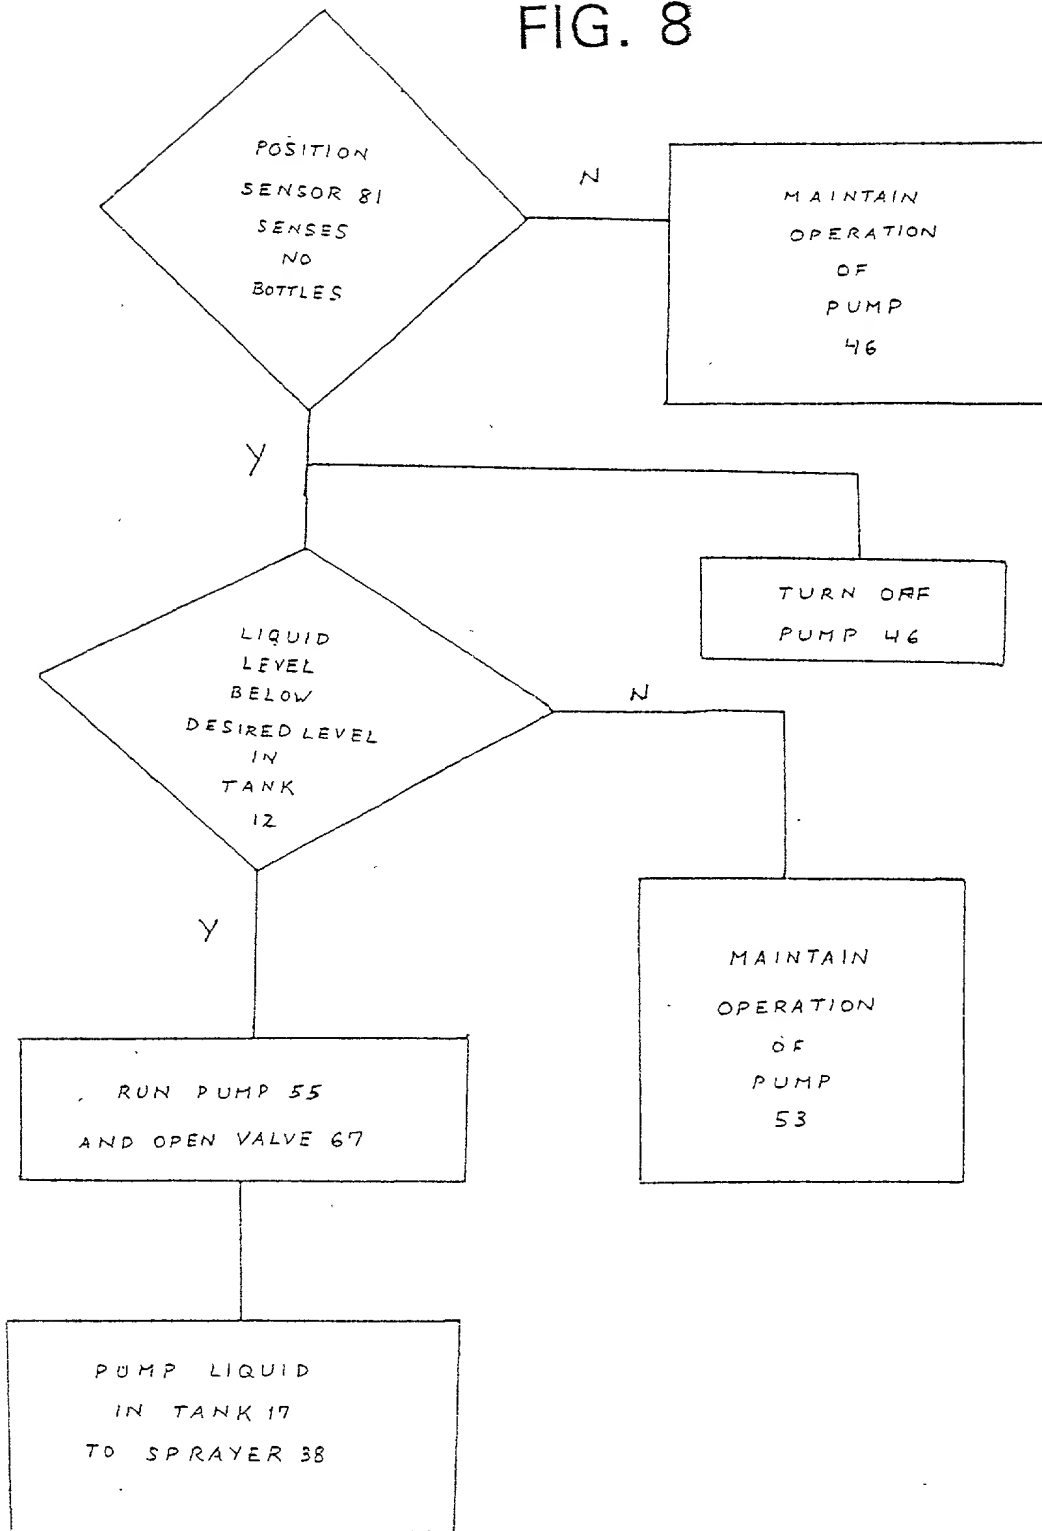 FIG. 8
POSITION
SENSOR 81
SENSES
NO
BOTTLES
N
MAINTAIN
OPERATION
OF
PUMP
46
Y
TURN OFF
PUMP 46
LIQUID
LEVEL
BELOW
DESIRED LEVEL
IN
TANK
12
N
Y
MAINTAIN
OPERATION
OF
PUMP
53
RUN PUMP 55
AND OPEN VALVE 67
PUMP LIQUID
IN TANK 17
TO SPRAYER 38